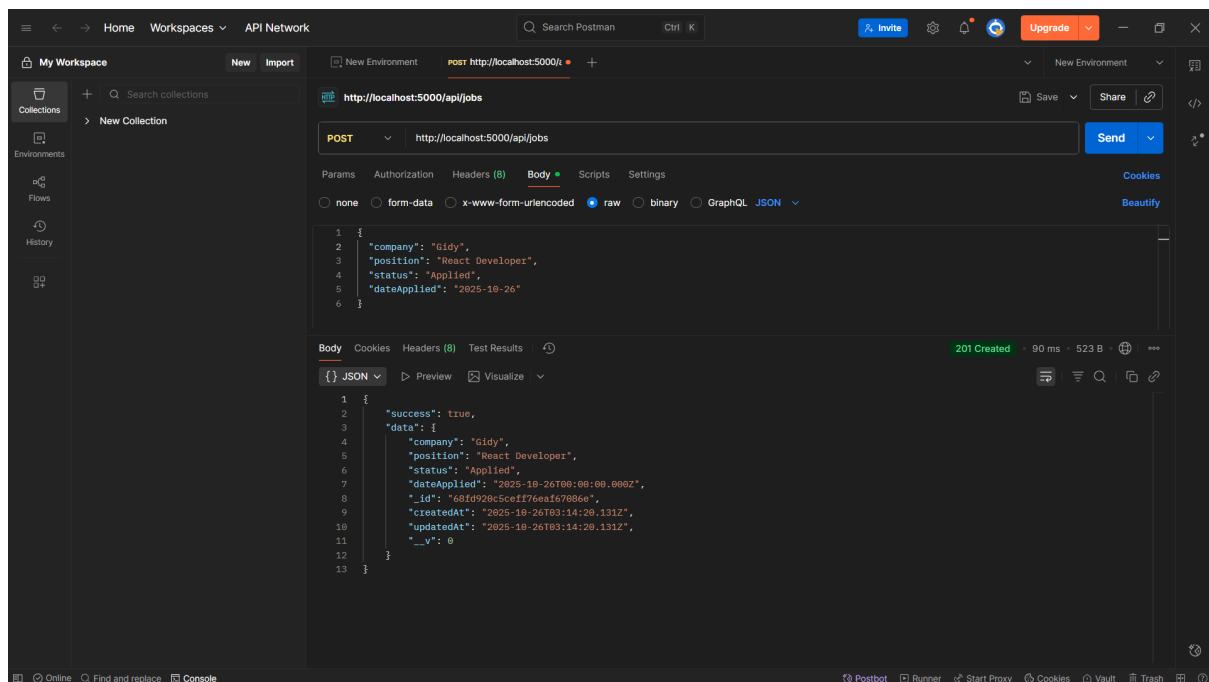 Home Workspaces API Network Search Postman Ctrl K Invite Upgrade
My Workspace New Import New Environment POST http://localhost:5000/a New Environment
Collections Search collections HTTP http://localhost:5000/api/jobs Save Share
New Collection
POST http://localhost:5000/api/jobs Send
Environments
Params Authorization Headers (8) Body Scripts Settings Cookies
Flows
none form-data x-www-form-urlencoded raw binary GraphQL JSON Beautify
History
1 {
2 "company": "Gidy",
3 "position": "React Developer",
4 "status": "Applied",
5 "dateApplied": "2025-10-26"
6 }
Body Cookies Headers (8) Test Results 201 Created 90 ms 523 B
{} JSON Preview Visualize
1 {
2 "success": true,
3 "data": {
4 "company": "Gidy",
5 "position": "React Developer",
6 "status": "Applied",
7 "dateApplied": "2025-10-26T00:00:00.000Z",
8 "_id": "68fd920c5ceff76eaf67086e",
9 "createdAt": "2025-10-26T03:14:20.131Z",
10 "updatedAt": "2025-10-26T03:14:20.131Z",
11 "__v": 0
12 }
13 }
Online Find and replace Console Postbot Runner Start Proxy Cookies Vault Trash